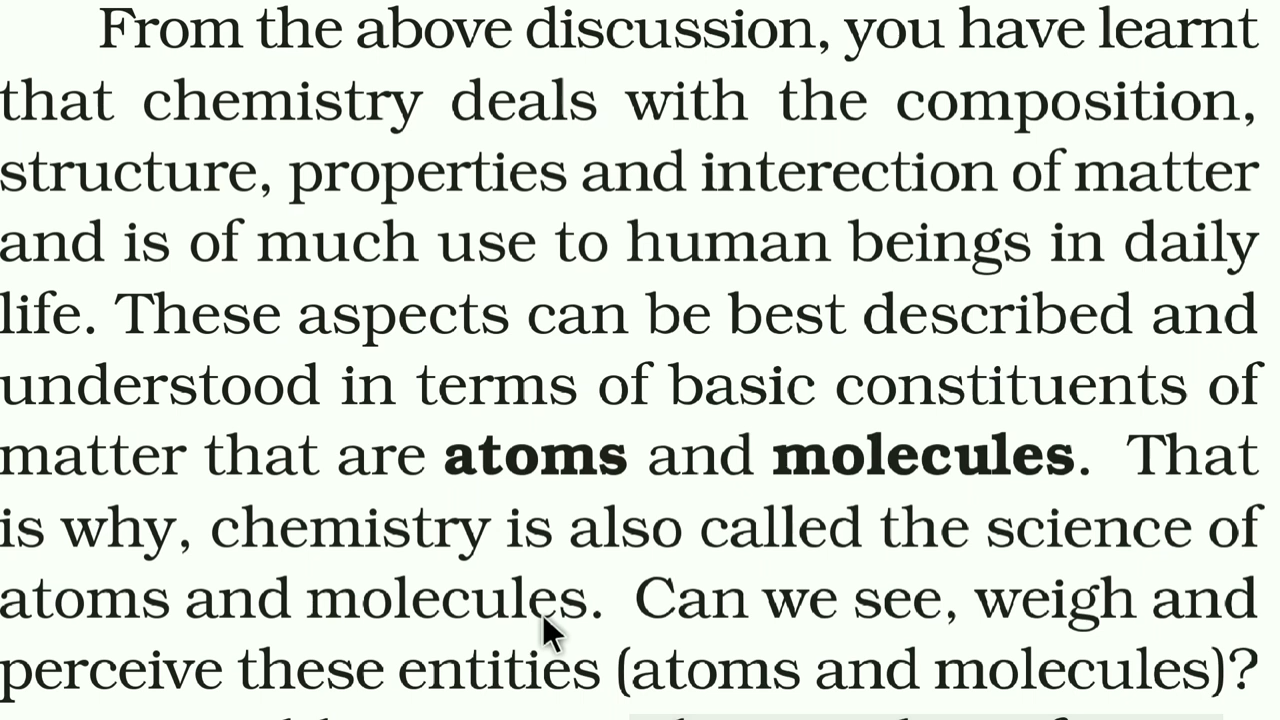 From the above discussion, you have learnt
that chemistry deals with the composition,
structure, properties and interection of matter
and is of much use to human beings in daily
life. These aspects can be best described and
understood in terms of basic constituents of
matter that are atoms and molecules. That
is why, chemistry is also called the science of
atoms and molecules. Can we see, weigh and
perceive these entities (atoms and molecules)?